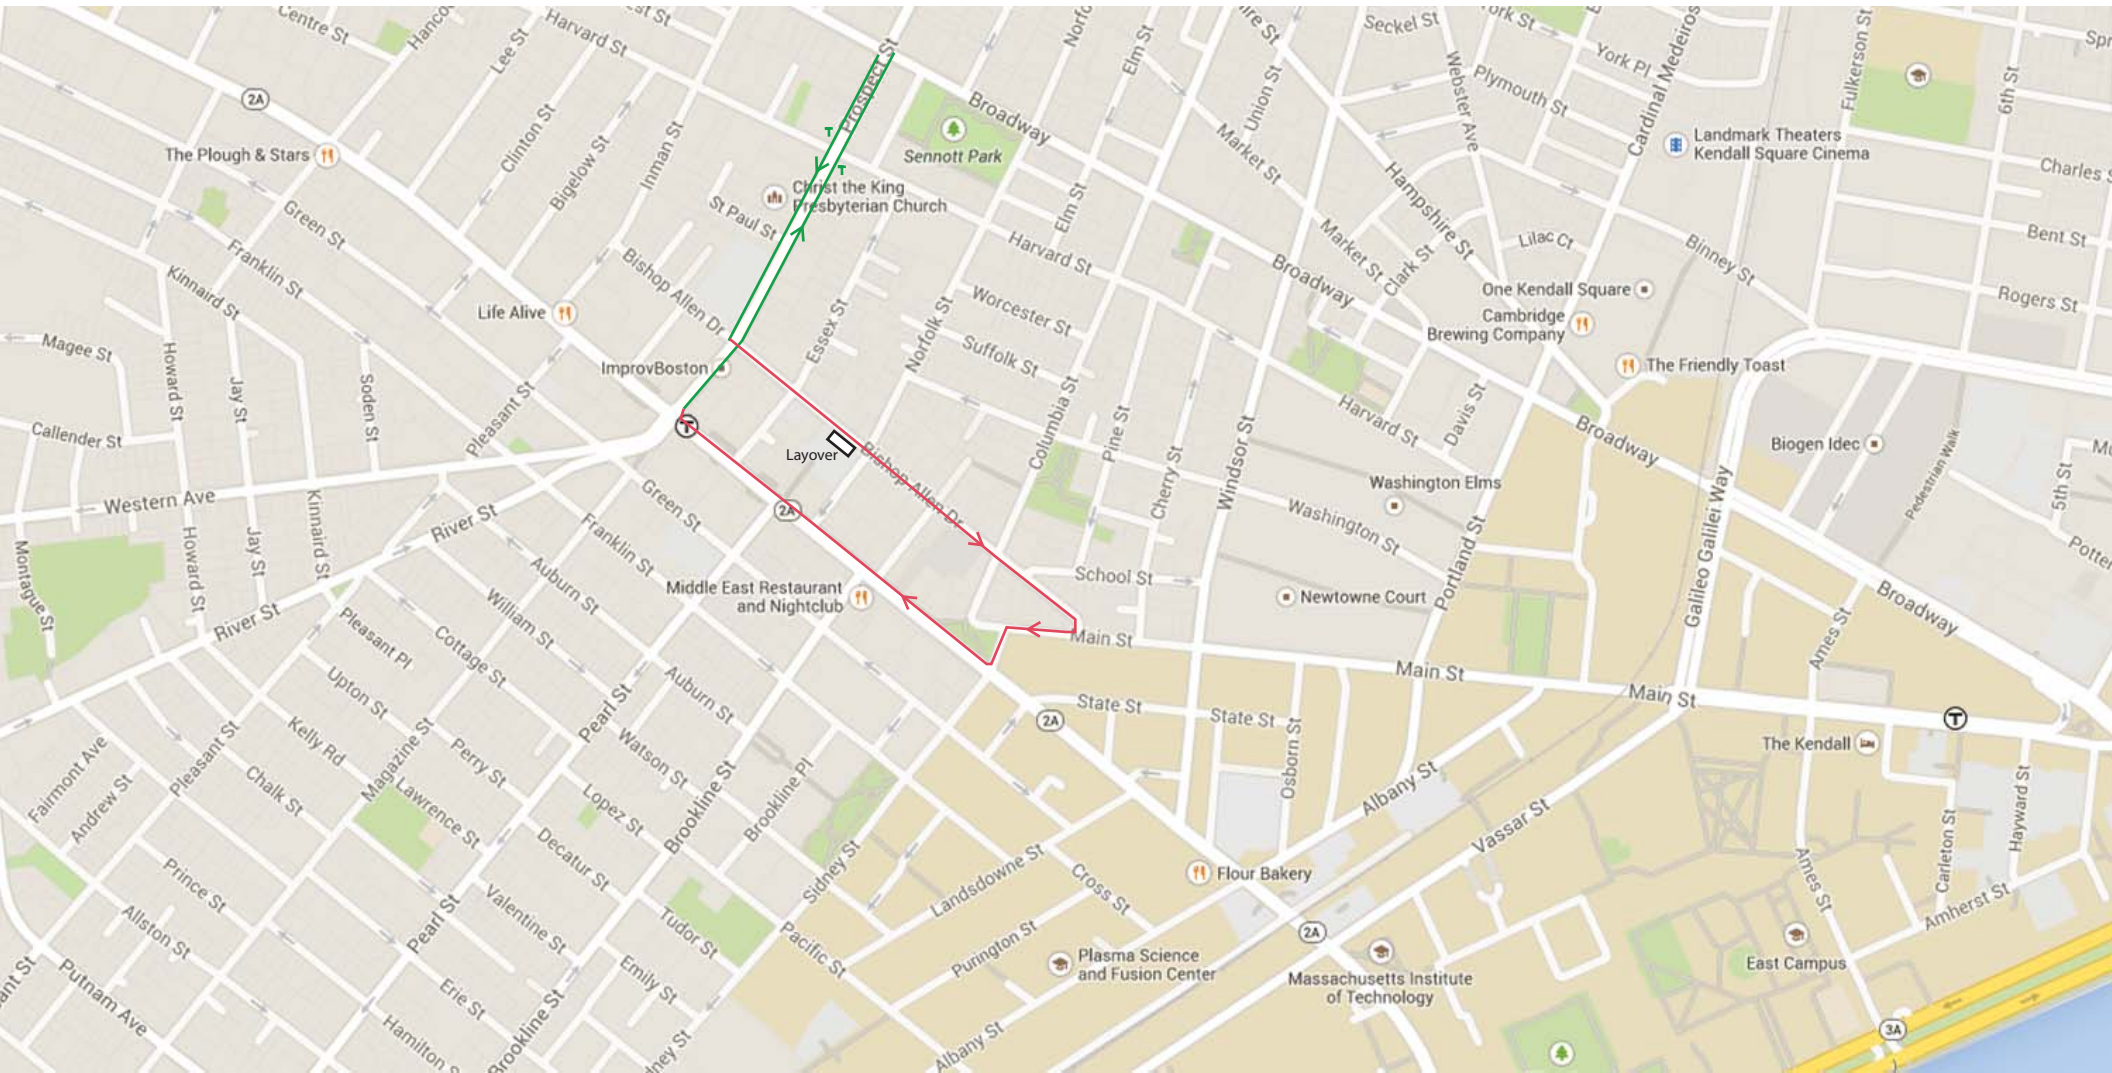 Centre St
Hancoc
Harvard St
est St
Lee St
Prospect St
Norfo
Elm St
Broadway
Union St
Seckel St
York St
York Pl
Webster Ave
Plymouth St
Cardinal Medeiros
Fulkerson St
6th St
Spr
2A
The Plough & Stars
Clinton St
Bigelow St
Inman St
T
T
Sennott Park
Market St
Hampshire St
Landmark Theaters
Kendall Square Cinema
Charles S
Christ the King
Presbyterian Church
St Paul St
Green St
Franklin St
Kinnaird St
Bishop Allen Dr
Elm St
Harvard St
Market St
Clark St
Lilac Ct
Binney St
Bent St
Broadway
One Kendall Square
Rogers St
Life Alive
Essex St
Norfolk St
Worcester St
Suffolk St
Cambridge
Brewing Company
Magee St
Howard St
Jay St
Soden St
ImprovBoston
The Friendly Toast
Pleasant St
Columbia St
Pine St
Cherry St
Windsor St
Harvard St
Davis St
Broadway
Callender St
T
Layover
Bishop Allen Dr
Biogen Idec
Pedestrian Walk
5th St
Western Ave
River St
Kinnaird St
2A
Green St
Franklin St
Washington Elms
Washington St
Portland St
Galileo Galilei Way
Potter
Montague St
Howard St
Jay St
Auburn St
William St
Middle East Restaurant
and Nightclub
School St
Newtowne Court
Broadway
Ames St
River St
Pleasant Pl
Cottage St
Main St
Main St
Main St
Upton St
Auburn St
Pearl St
State St
State St
2A
Osborn St
T
The Kendall
Kelly Rd
Magazine St
Pleasant St
Perry St
Watson St
Brookline St
Brookline Pl
Fairmont Ave
Andrew St
Chalk St
Lawrence St
Lopez St
Albany St
Vassar St
Hayward St
Carleton St
Ames St
Decatur St
Sidney St
Landsdowne St
Cross St
Flour Bakery
Prince St
Allston St
Pearl St
Valentine St
Tudor St
Pacific St
Purington St
2A
Amherst St
Putnam Ave
ant St
Erie St
Emily St
Plasma Science
and Fusion Center
Massachusetts Institute
of Technology
East Campus
Hamilton S
Brookline St
dney St
Albany St
3A